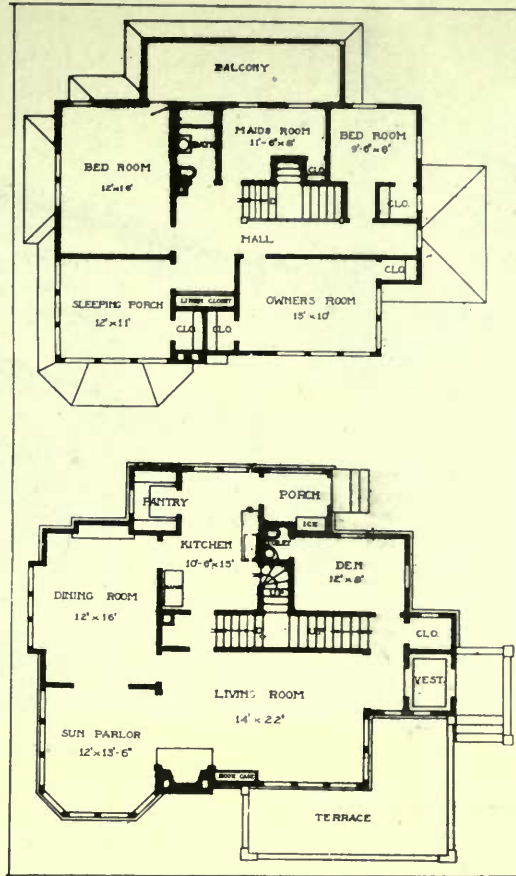 BALCONY
MAIDS ROOM
11'-6"x8'
BED ROOM
9'-6"x8'
BATH
BED ROOM
12'x16'
CLO.
CLO.
HALL
CLO.
SLEEPING PORCH
12'x11'
LINEN CLOSET
OWNERS ROOM
15'x10'
CLO.
CLO.
PANTRY
PORCH
ICE
KITCHEN
10'-6"x15'
TOILET
DEN
12'x8'
UP
DINING ROOM
12'x16'
UP
CLO.
LIVING ROOM
14'x22'
VEST.
SUN PARLOR
12'x13'-6"
BOOK CASE
TERRACE